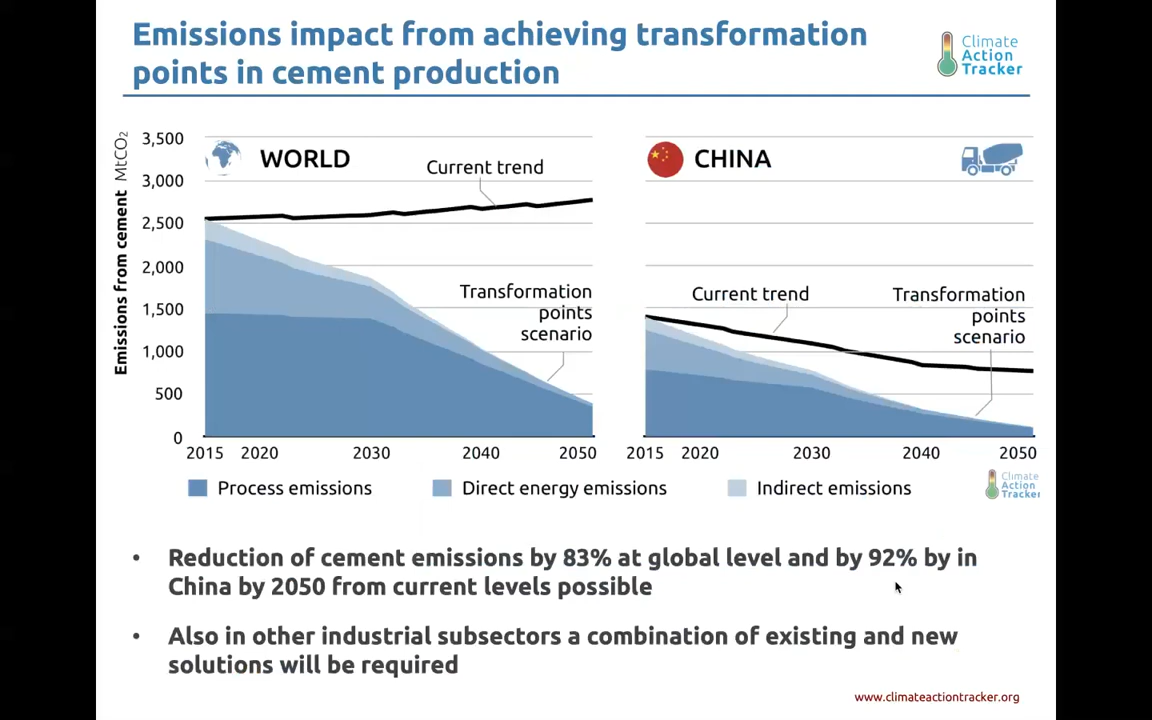 Emissions impact from achieving transformation
points in cement production
Climate
Action
Tracker
Emissions from cement MtCO₂
3,500
3,000
2,500
2,000
1,500
1,000
500
0
WORLD
Current trend
Transformation
points
scenario
2015 2020 2030 2040 2050
CHINA
Current trend
Transformation
points
scenario
2015 2020 2030 2040 2050
Process emissions
Direct energy emissions
Indirect emissions
Climate
Action
Tracker
• Reduction of cement emissions by 83% at global level and by 92% by in
China by 2050 from current levels possible
• Also in other industrial subsectors a combination of existing and new
solutions will be required
www.climateactiontracker.org